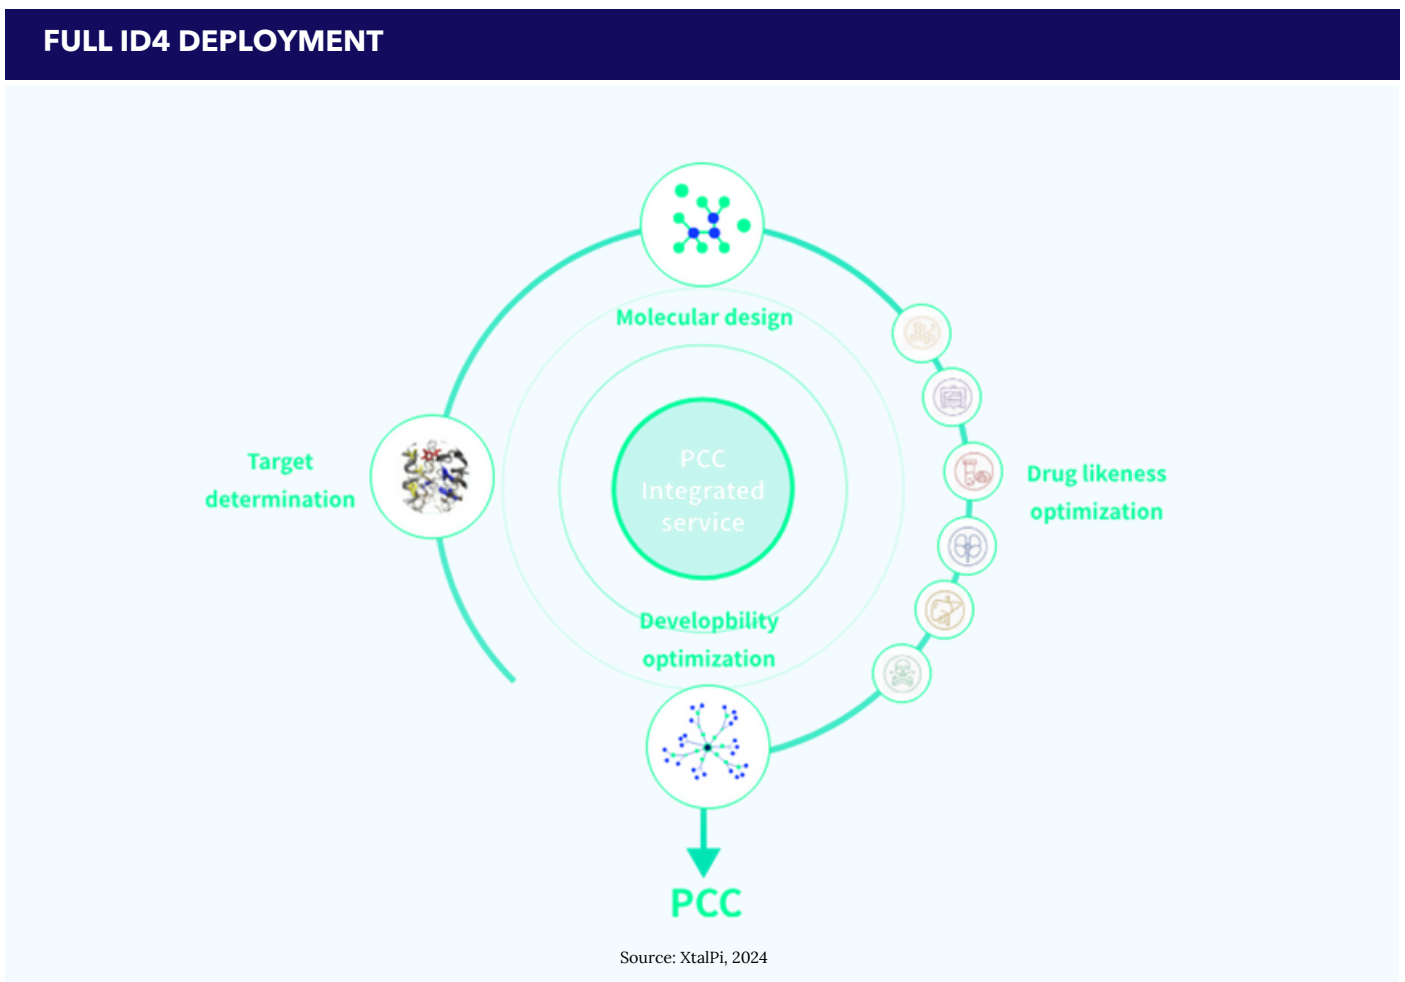 FULL ID4 DEPLOYMENT
Molecular design
Target
determination
PCC
Integrated
service
Drug likeness
optimization
Developbility
optimization
PCC
Source: XtalPi, 2024